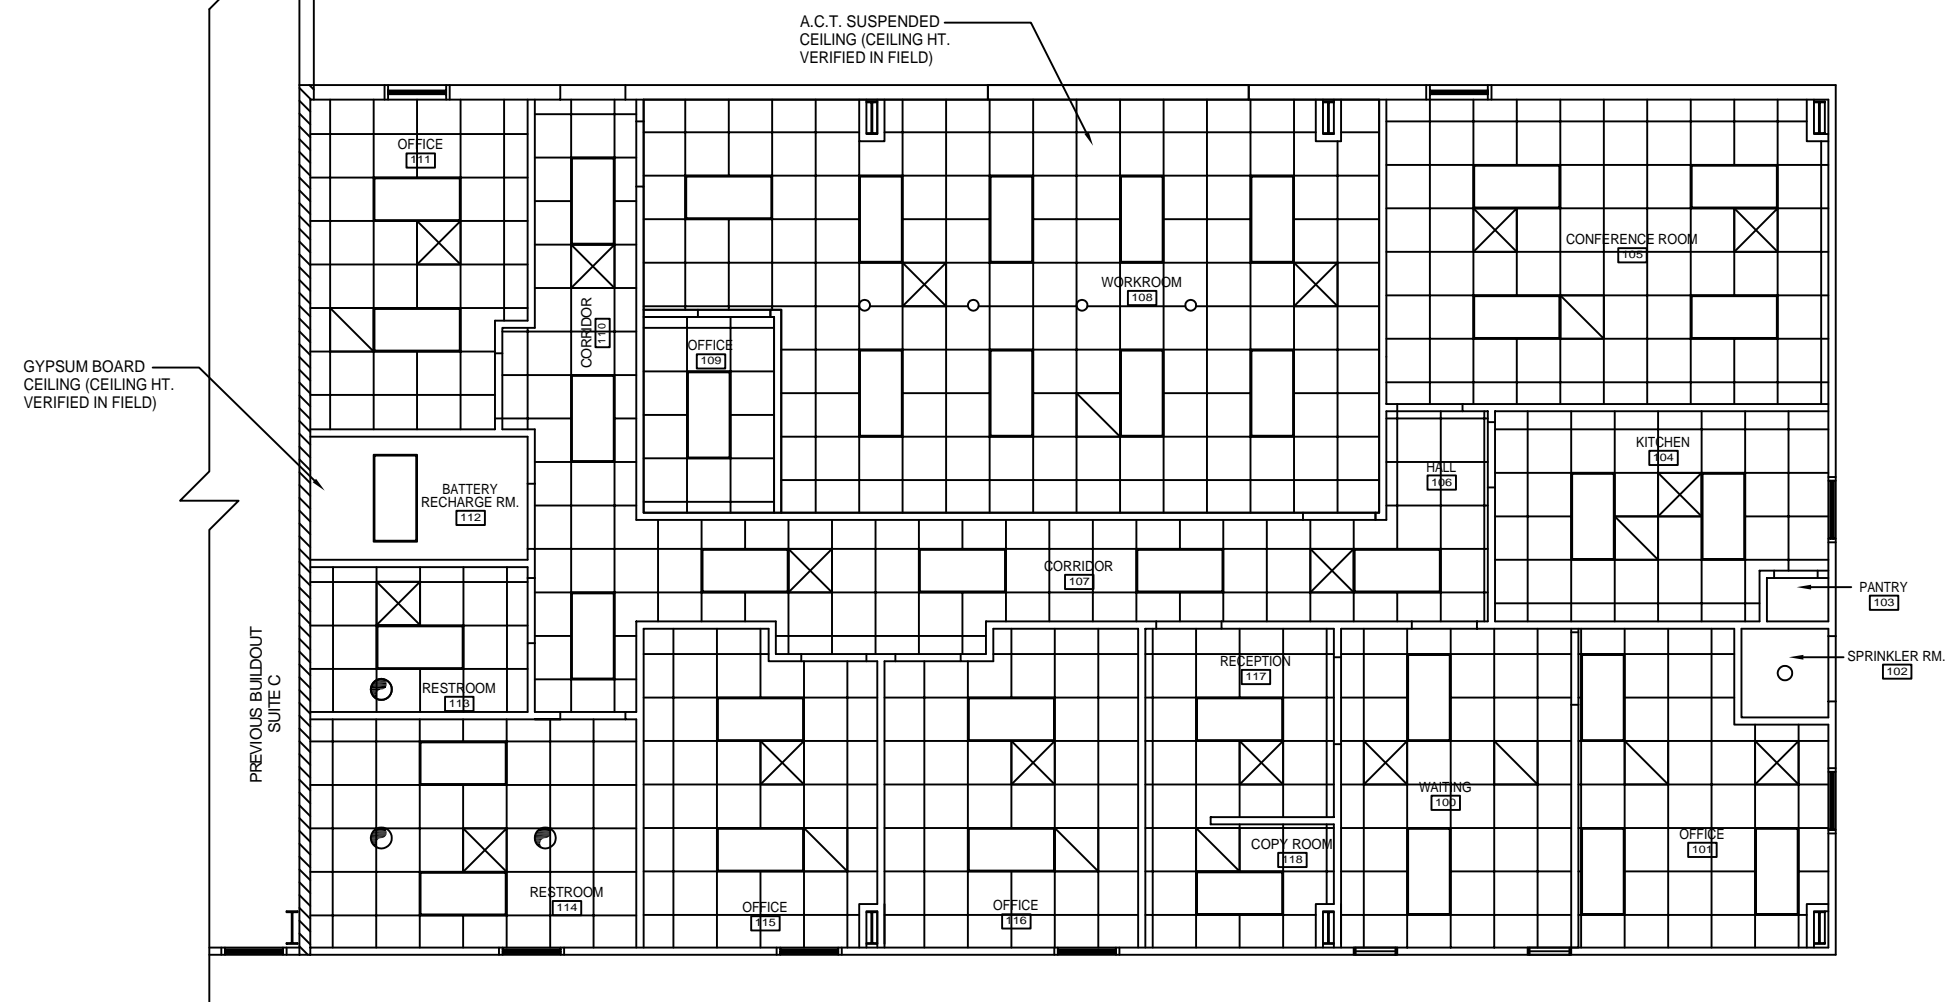 A.C.T. SUSPENDED
CEILING (CEILING HT.
VERIFIED IN FIELD)
OFFICE
111
CONFERENCE ROOM
105
WORKROOM
108
CORRIDOR
110
OFFICE
109
GYPSUM BOARD
CEILING (CEILING HT.
VERIFIED IN FIELD)
KITCHEN
104
HALL
106
BATTERY
RECHARGE RM.
112
CORRIDOR
107
PANTRY
103
SPRINKLER RM.
102
RECEPTION
117
RESTROOM
113
PREVIOUS BUILDOUT
SUITE C
WAITING
100
OFFICE
101
COPY ROOM
118
RESTROOM
114
OFFICE
115
OFFICE
116